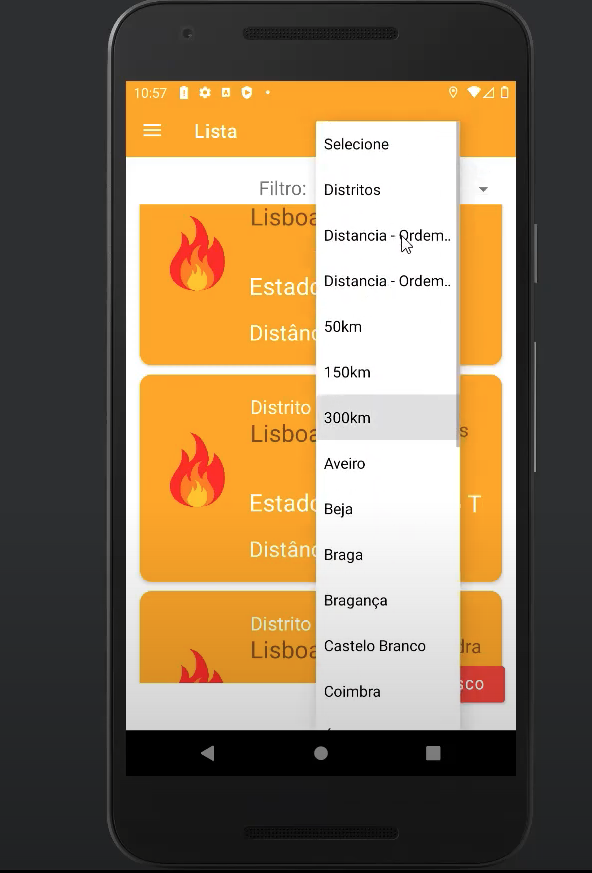 10:57
Lista
Filtro:
Selecione
Distritos
Distancia - Ordem..
Distancia - Ordem..
50km
150km
300km
Aveiro
Beja
Braga
Bragança
Castelo Branco
Coimbra
Lisboa
Estado
Distânc
Distrito
Lisboa s
Estado T
Distânc
Distrito
Lisboa dra
SCO